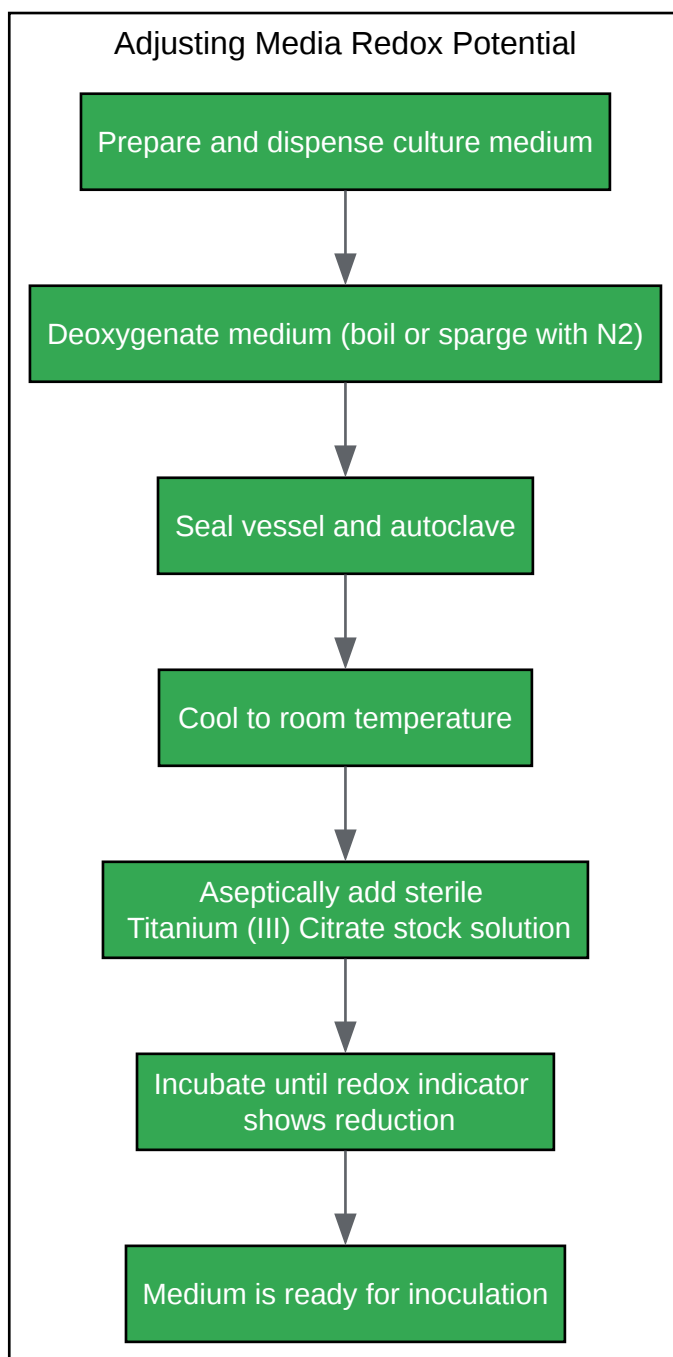 Adjusting Media Redox Potential
Prepare and dispense culture medium
Deoxygenate medium (boil or sparge with N2)
Seal vessel and autoclave
Cool to room temperature
Aseptically add sterile
Titanium (III) Citrate stock solution
Incubate until redox indicator
shows reduction
Medium is ready for inoculation